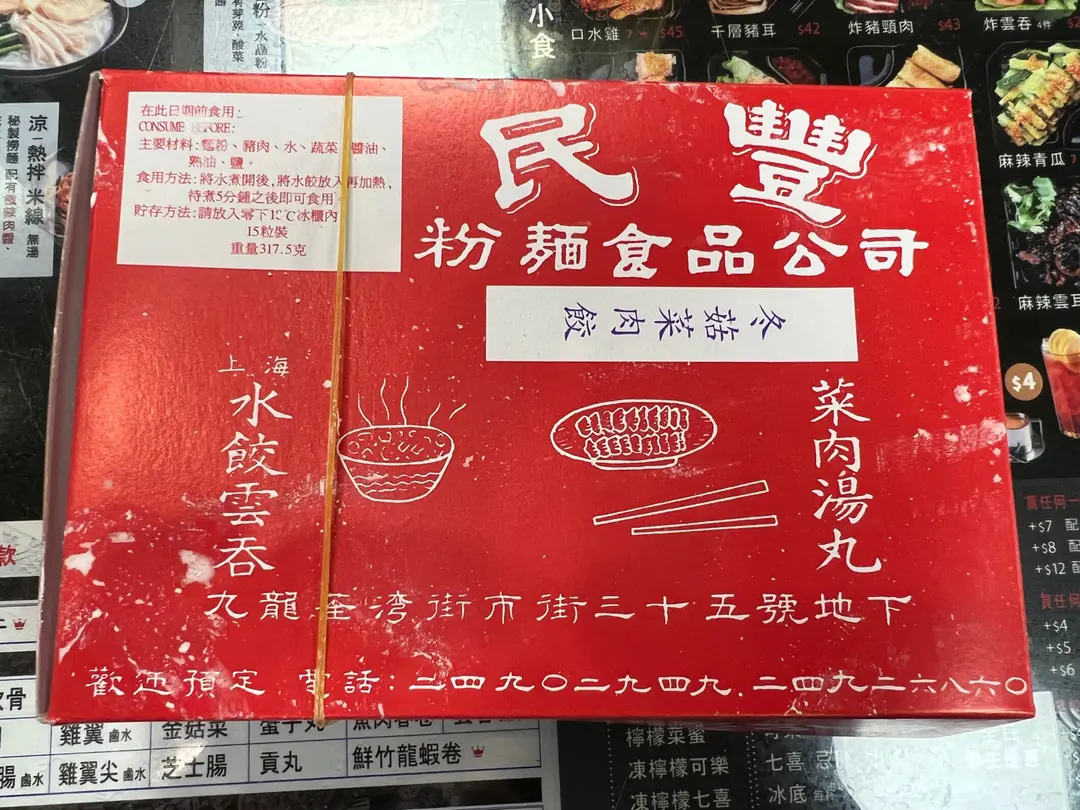 小食
口水雞
$45
千層豬耳 $42
炸豬頸肉 $43
炸雲吞 4件
麻辣青瓜
麻辣雲耳
$4
涼熱拌米線 無湯
在此日期前食用:
CONSUME BEFORE:
主要材料:麵粉、豬肉、水、蔬菜、醬油、
熟油、鹽。
食用方法:將水煮開後,將水餃放入再加熱,
待煮5分鐘之後即可食用
貯存方法:請放入零下18℃冰櫃內
15粒裝
重量317.5克
民豐
粉麵食品公司
冬菇菜肉餃
上海
水餃雲吞
菜肉湯丸
九龍荃湾街市街三十五號地下
歡迎預定 電話:二四九〇二九四九.二四九二六八六〇
+$7
+$8
+$12
+$4
+$5
+$6
雞翼 鹵水
金菇菜
雞翼尖 鹵水
芝士腸
貢丸
鮮竹龍蝦卷
檸檬菜蜜
凍檸檬可樂
凍檸檬七喜
七喜
冰底